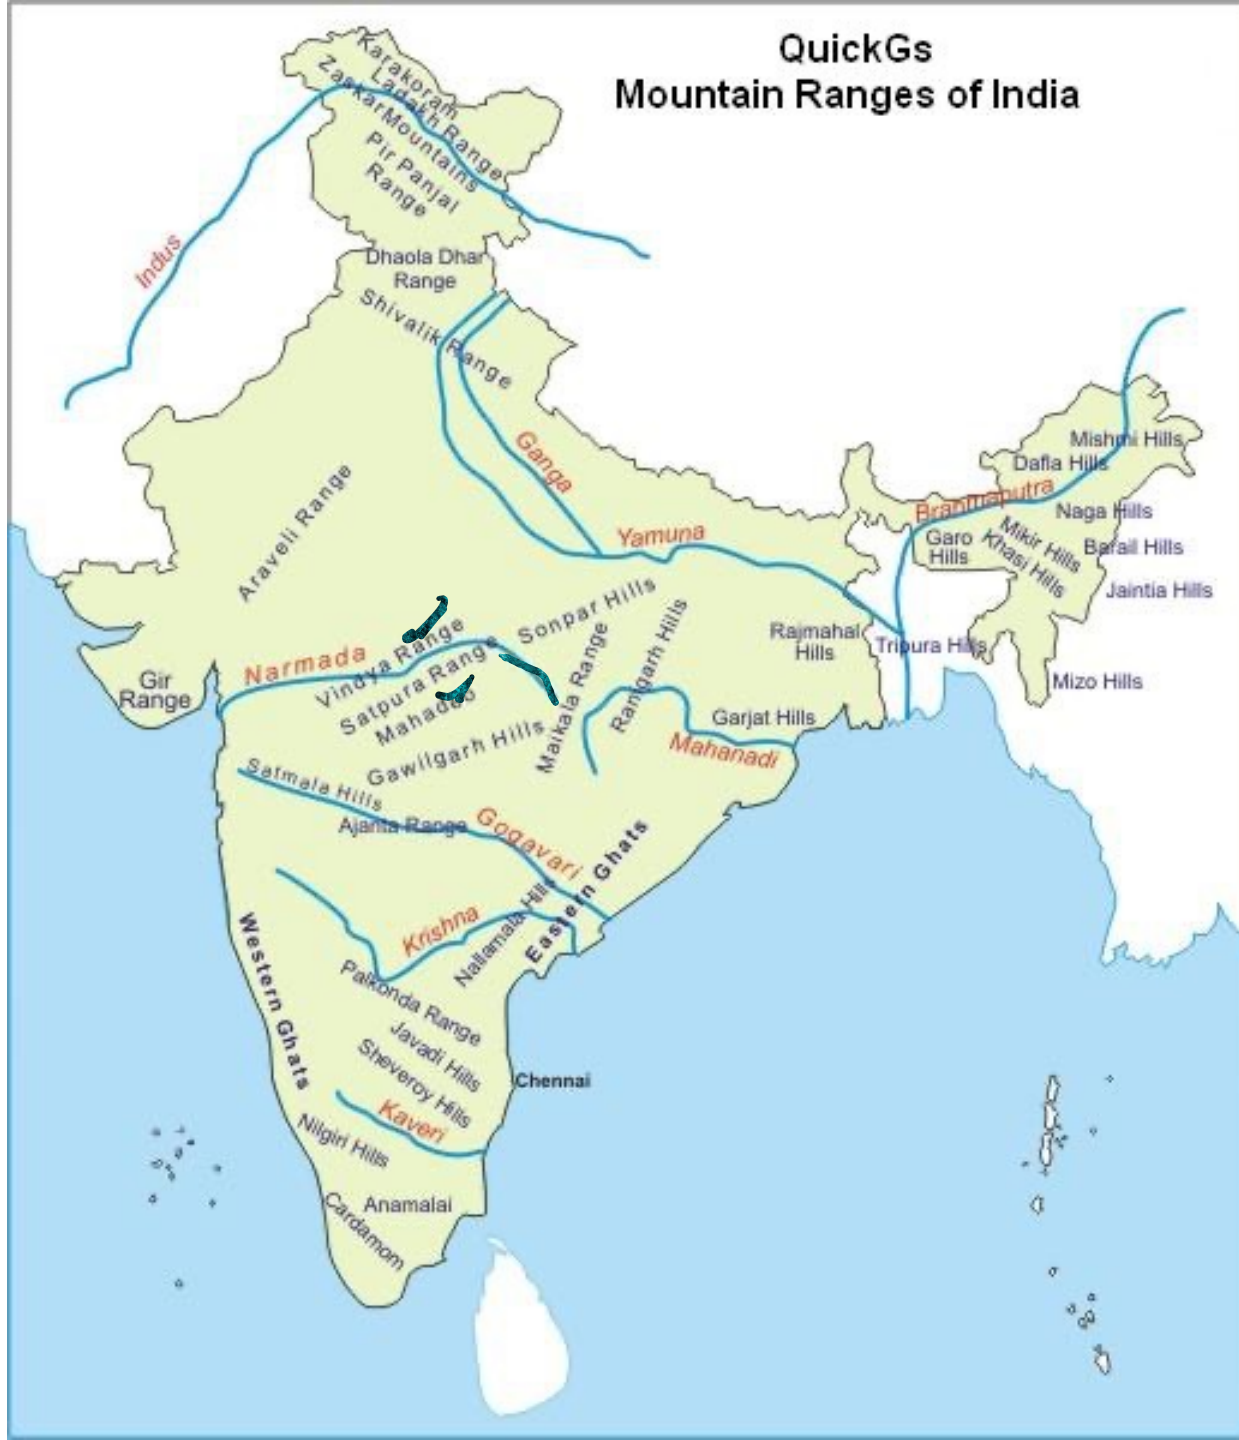 QuickGs
Mountain Ranges of India
Karakoram
Ladakh Range
Zaskar Mountains
Pir Panjal
Range
Indus
Dhaola Dhar
Range
Shivalik Range
Ganga
Mishmi Hills
Dafla Hills
Brahmaputra
Naga Hills
Araveli Range
Yamuna
Garo
Hills
Mikir Hills
Khasi Hills
Barail Hills
Jaintia Hills
Sonpar Hills
Narmada
Vindya Range
Satpura Range
Mahadeo
Maikala Range
Ramgarh Hills
Rajmahal
Hills
Tripura Hills
Mizo Hills
Gir
Range
Gawilgarh Hills
Garjat Hills
Mahanadi
Satmala Hills
Ajanta Range
Gogavari
Eastern Ghats
Krishna
Nallamala Hills
Western Ghats
Palkonda Range
Javadi Hills
Sheveroy Hills
Chennai
Kaveri
Nilgiri Hills
Anamalai
Cardamom